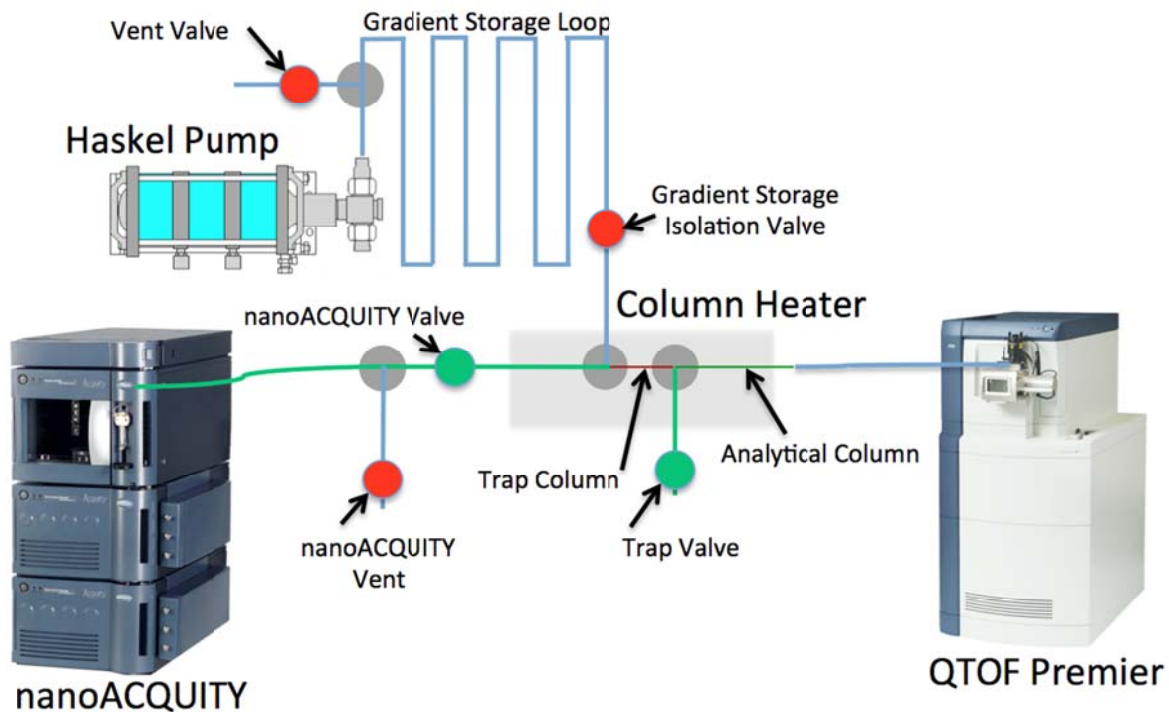 Gradient Storage Loop
Vent Valve
Haskel Pump
Gradient Storage
Isolation Valve
Column Heater
nanoACQUITY Valve
Trap Column
Analytical Column
nanoACQUITY
Vent
Trap Valve
nanoACQUITY
QTOF Premier